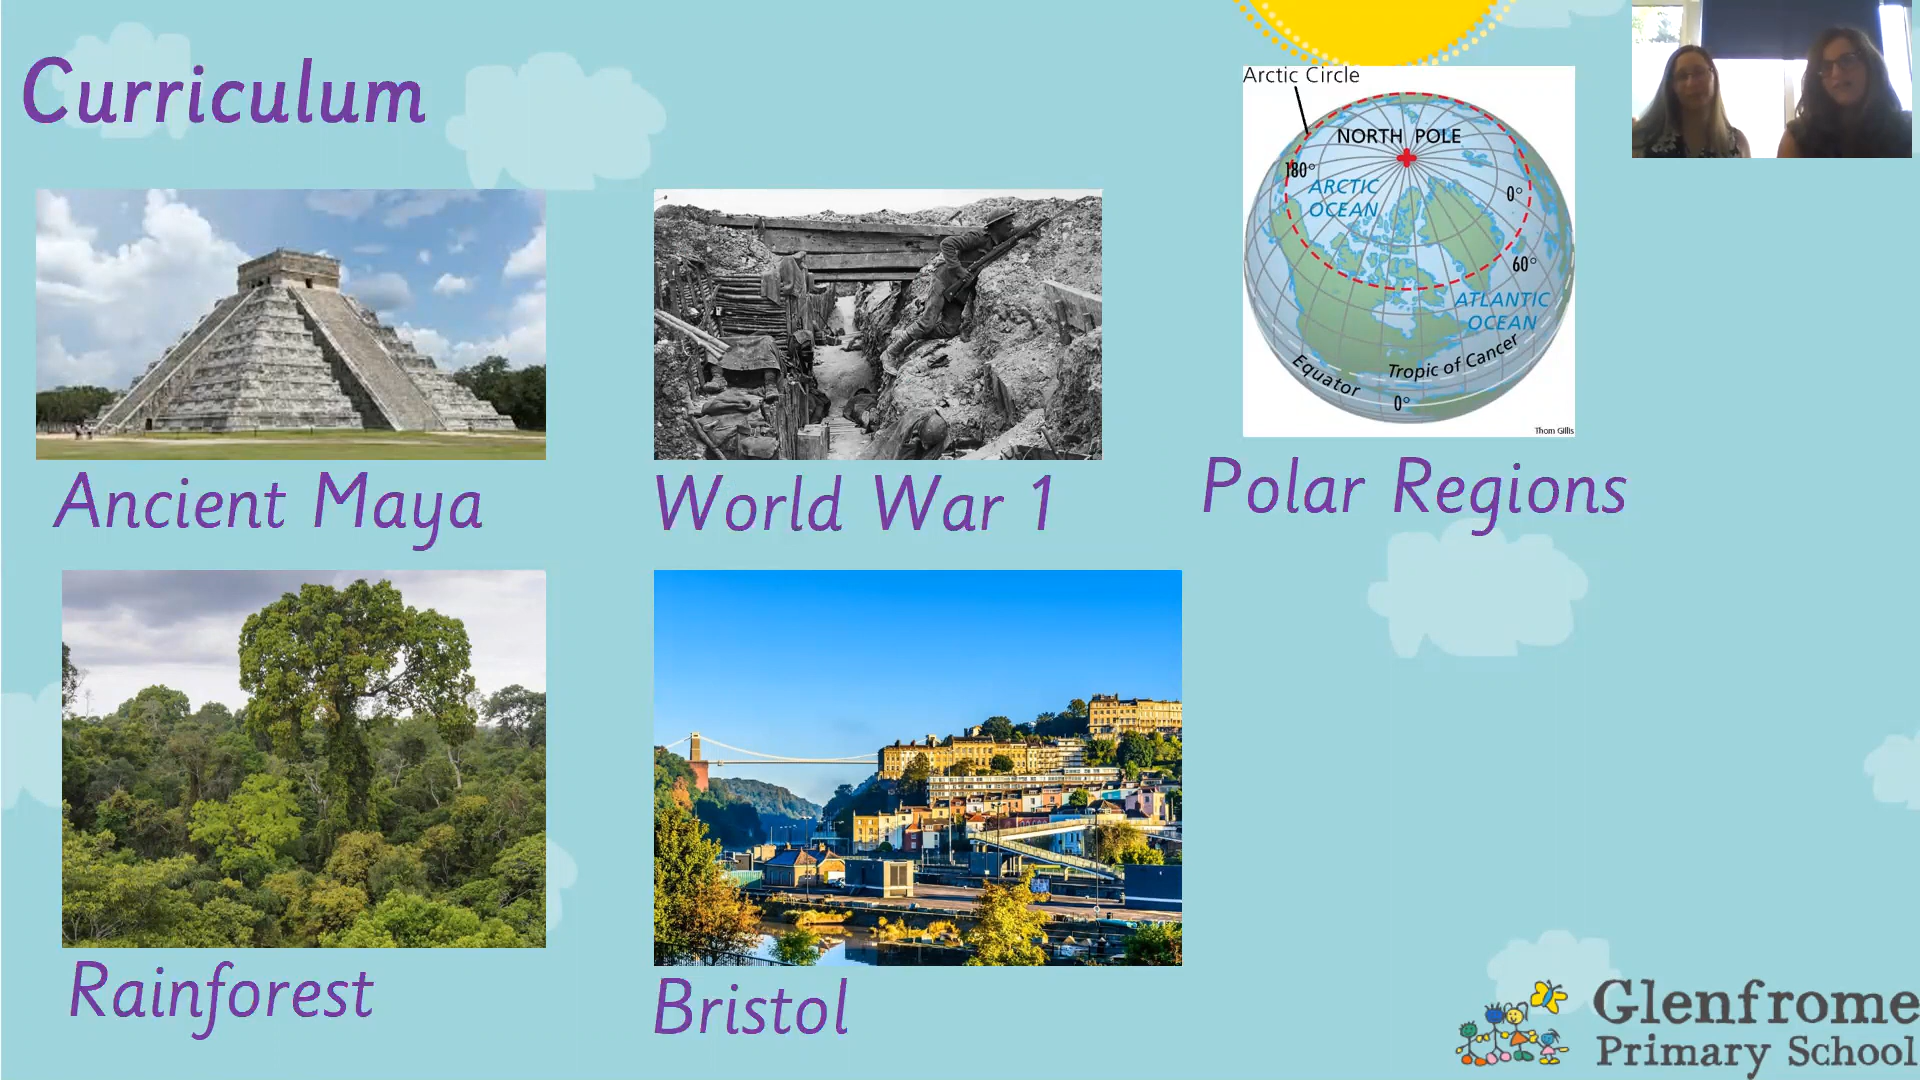 Curriculum
Arctic Circle
NORTH POLE
180°
ARCTIC
OCEAN
0°
60°
ATLANTIC
OCEAN
Tropic of Cancer
Equator
0°
Thom Gillis
Ancient Maya
World War 1
Polar Regions
Rainforest
Bristol
Glenfrome
Primary School